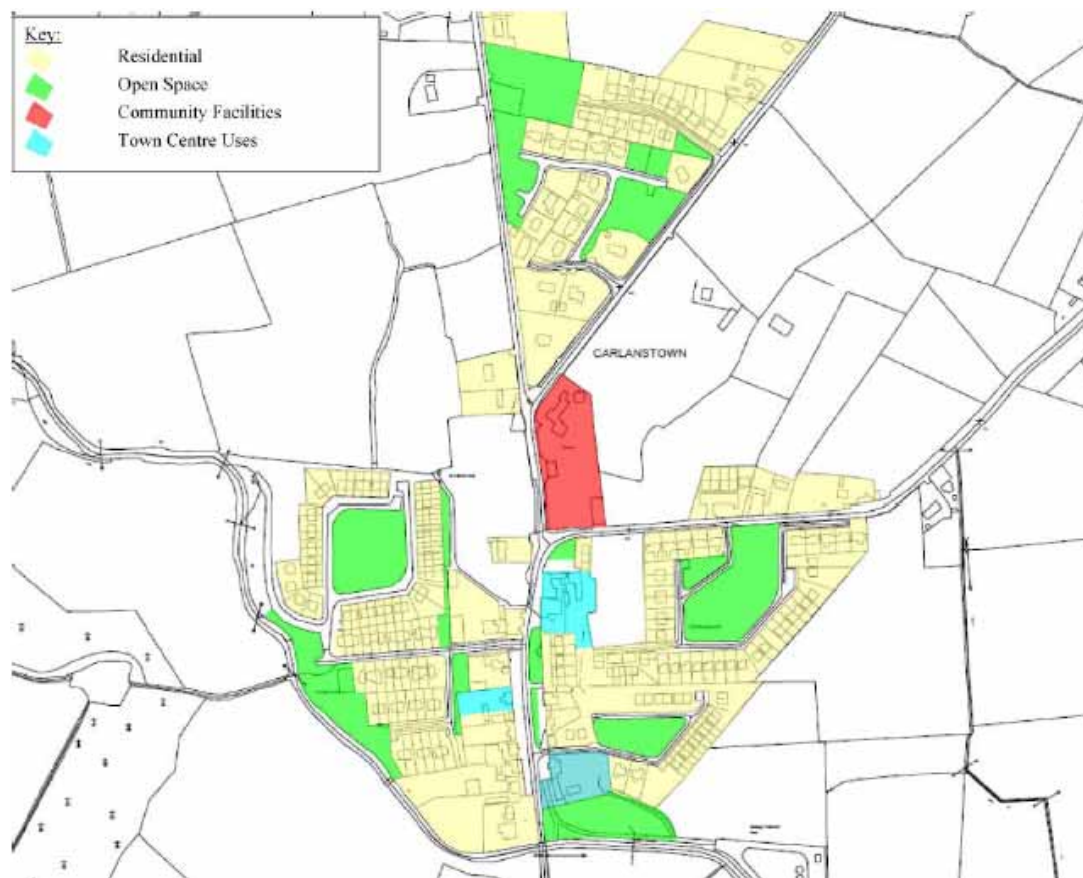 Key:
Residential
Open Space
Community Facilities
Town Centre Uses
CARLANSTOWN